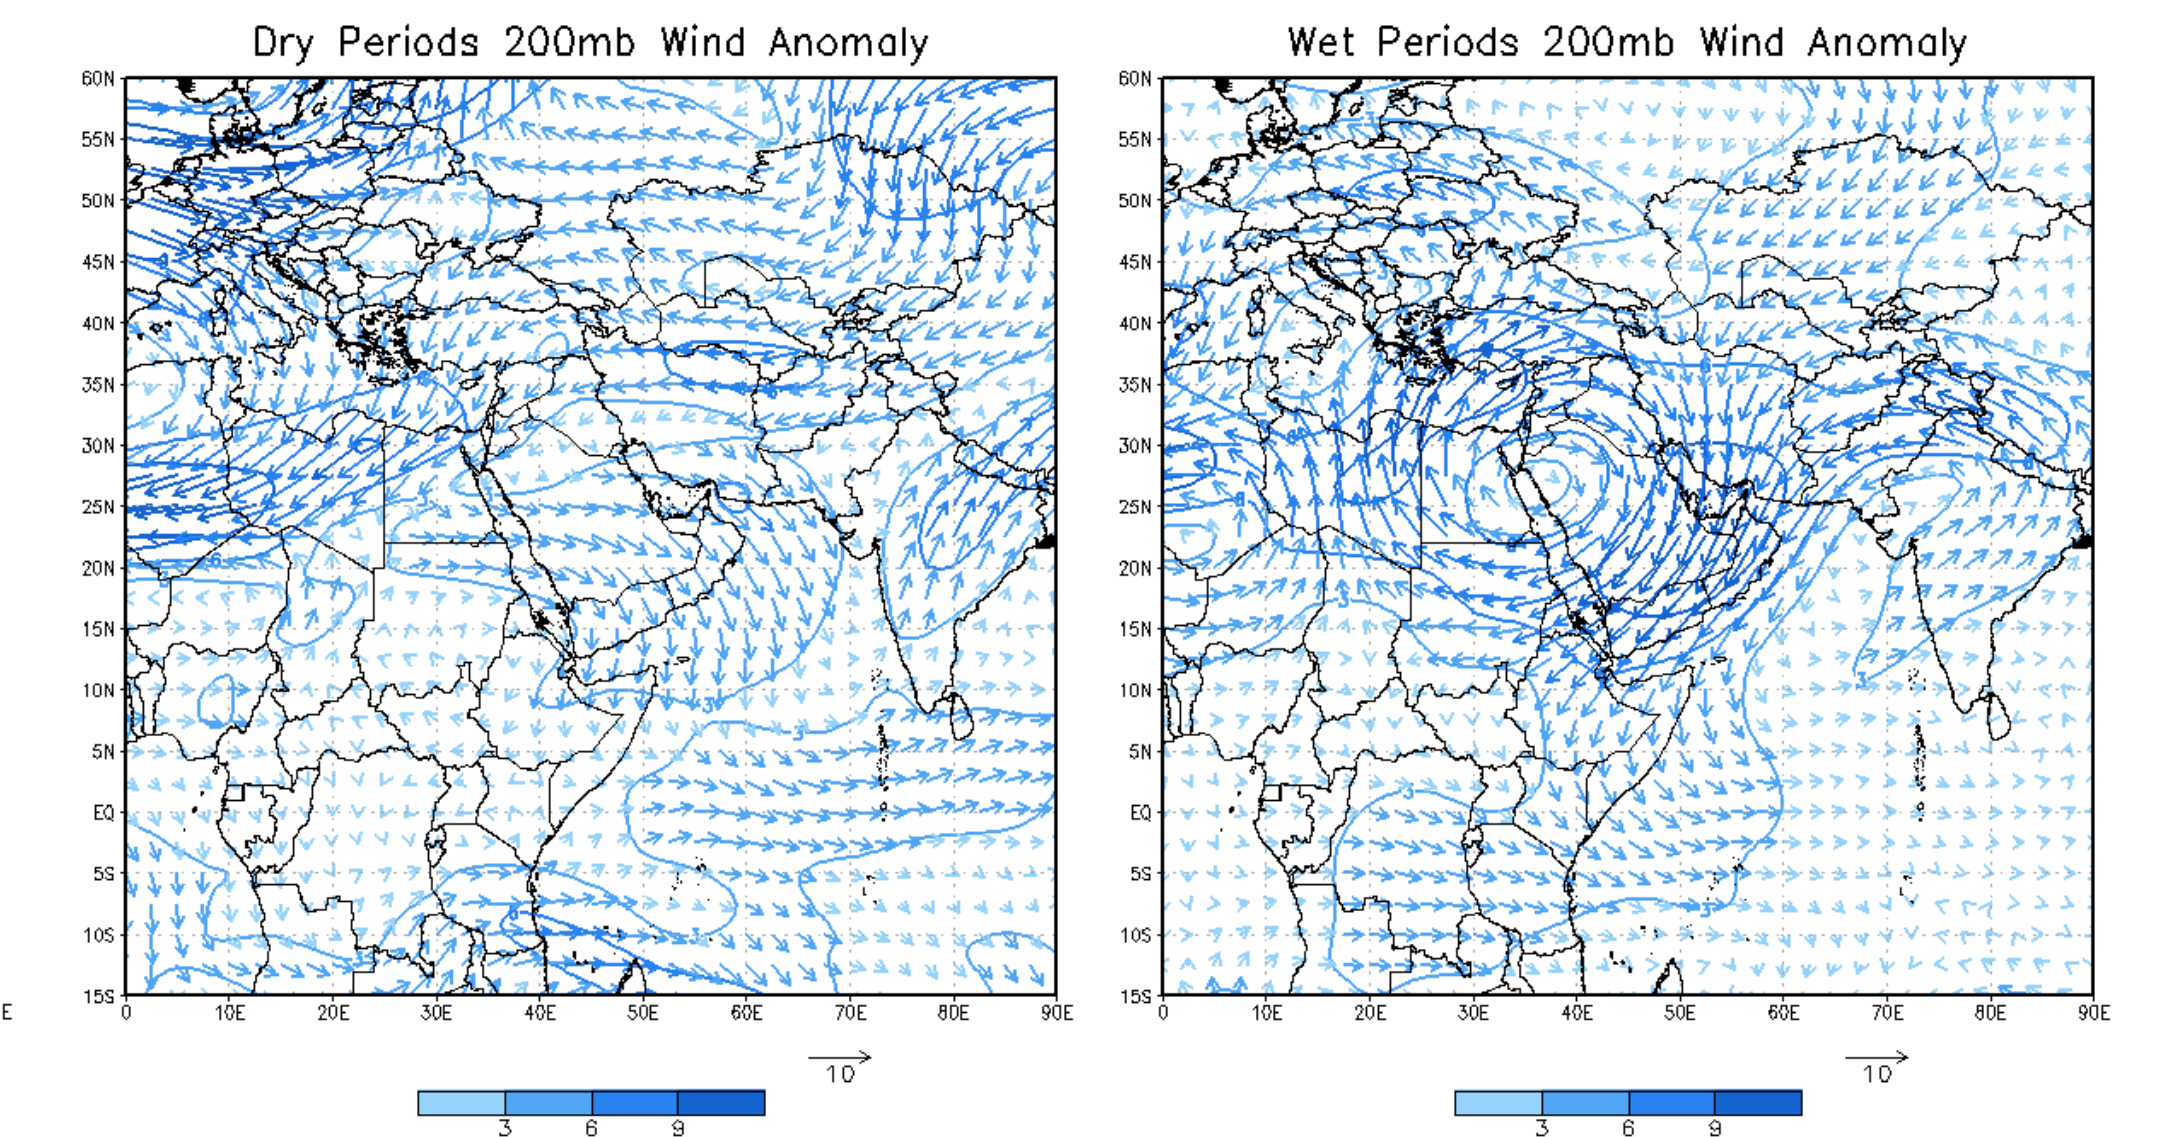 Dry Periods 200mb Wind Anomaly
60N
55N
50N
45N
40N
35N
30N
25N
20N
15N
10N
5N
EQ
5S
10S
15S
0 10E 20E 30E 40E 50E 60E 70E 80E 90E
10
3 6 9
Wet Periods 200mb Wind Anomaly
60N
55N
50N
45N
40N
35N
30N
25N
20N
15N
10N
5N
EQ
5S
10S
15S
0 10E 20E 30E 40E 50E 60E 70E 80E 90E
10
3 6 9
E